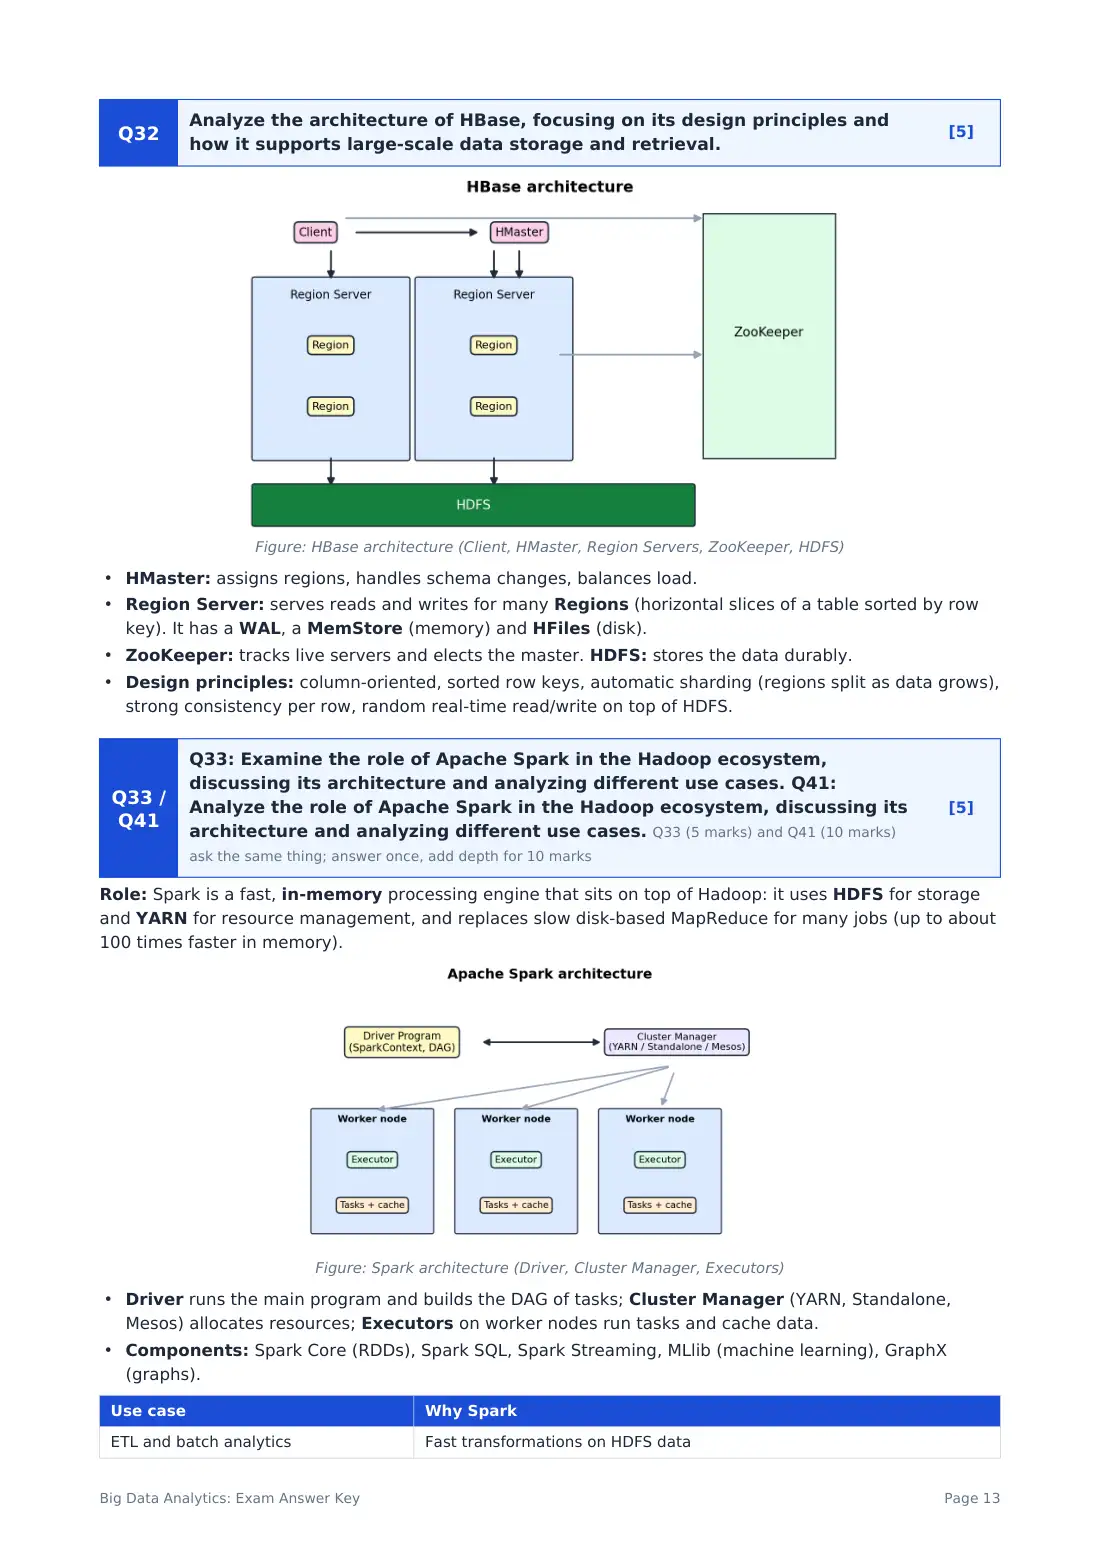 Q32
Analyze the architecture of HBase, focusing on its design principles and
how it supports large-scale data storage and retrieval.
[5]
HBase architecture
Client
HMaster
Region Server
Region Server
Region
Region
Region
Region
ZooKeeper
HDFS
Figure: HBase architecture (Client, HMaster, Region Servers, ZooKeeper, HDFS)
• HMaster: assigns regions, handles schema changes, balances load.
• Region Server: serves reads and writes for many Regions (horizontal slices of a table sorted by row
key). It has a WAL, a MemStore (memory) and HFiles (disk).
• ZooKeeper: tracks live servers and elects the master. HDFS: stores the data durably.
• Design principles: column-oriented, sorted row keys, automatic sharding (regions split as data grows),
strong consistency per row, random real-time read/write on top of HDFS.
Q33 /
Q41
Q33: Examine the role of Apache Spark in the Hadoop ecosystem,
discussing its architecture and analyzing different use cases. Q41:
Analyze the role of Apache Spark in the Hadoop ecosystem, discussing its
architecture and analyzing different use cases. Q33 (5 marks) and Q41 (10 marks)
ask the same thing; answer once, add depth for 10 marks
[5]
Role: Spark is a fast, in-memory processing engine that sits on top of Hadoop: it uses HDFS for storage
and YARN for resource management, and replaces slow disk-based MapReduce for many jobs (up to about
100 times faster in memory).
Apache Spark architecture
Driver Program
(SparkContext, DAG)
Cluster Manager
(YARN / Standalone / Mesos)
Worker node
Worker node
Worker node
Executor
Executor
Executor
Tasks + cache
Tasks + cache
Tasks + cache
Figure: Spark architecture (Driver, Cluster Manager, Executors)
• Driver runs the main program and builds the DAG of tasks; Cluster Manager (YARN, Standalone,
Mesos) allocates resources; Executors on worker nodes run tasks and cache data.
• Components: Spark Core (RDDs), Spark SQL, Spark Streaming, MLlib (machine learning), GraphX
(graphs).
Use case
Why Spark
ETL and batch analytics
Fast transformations on HDFS data
Big Data Analytics: Exam Answer Key
Page 13